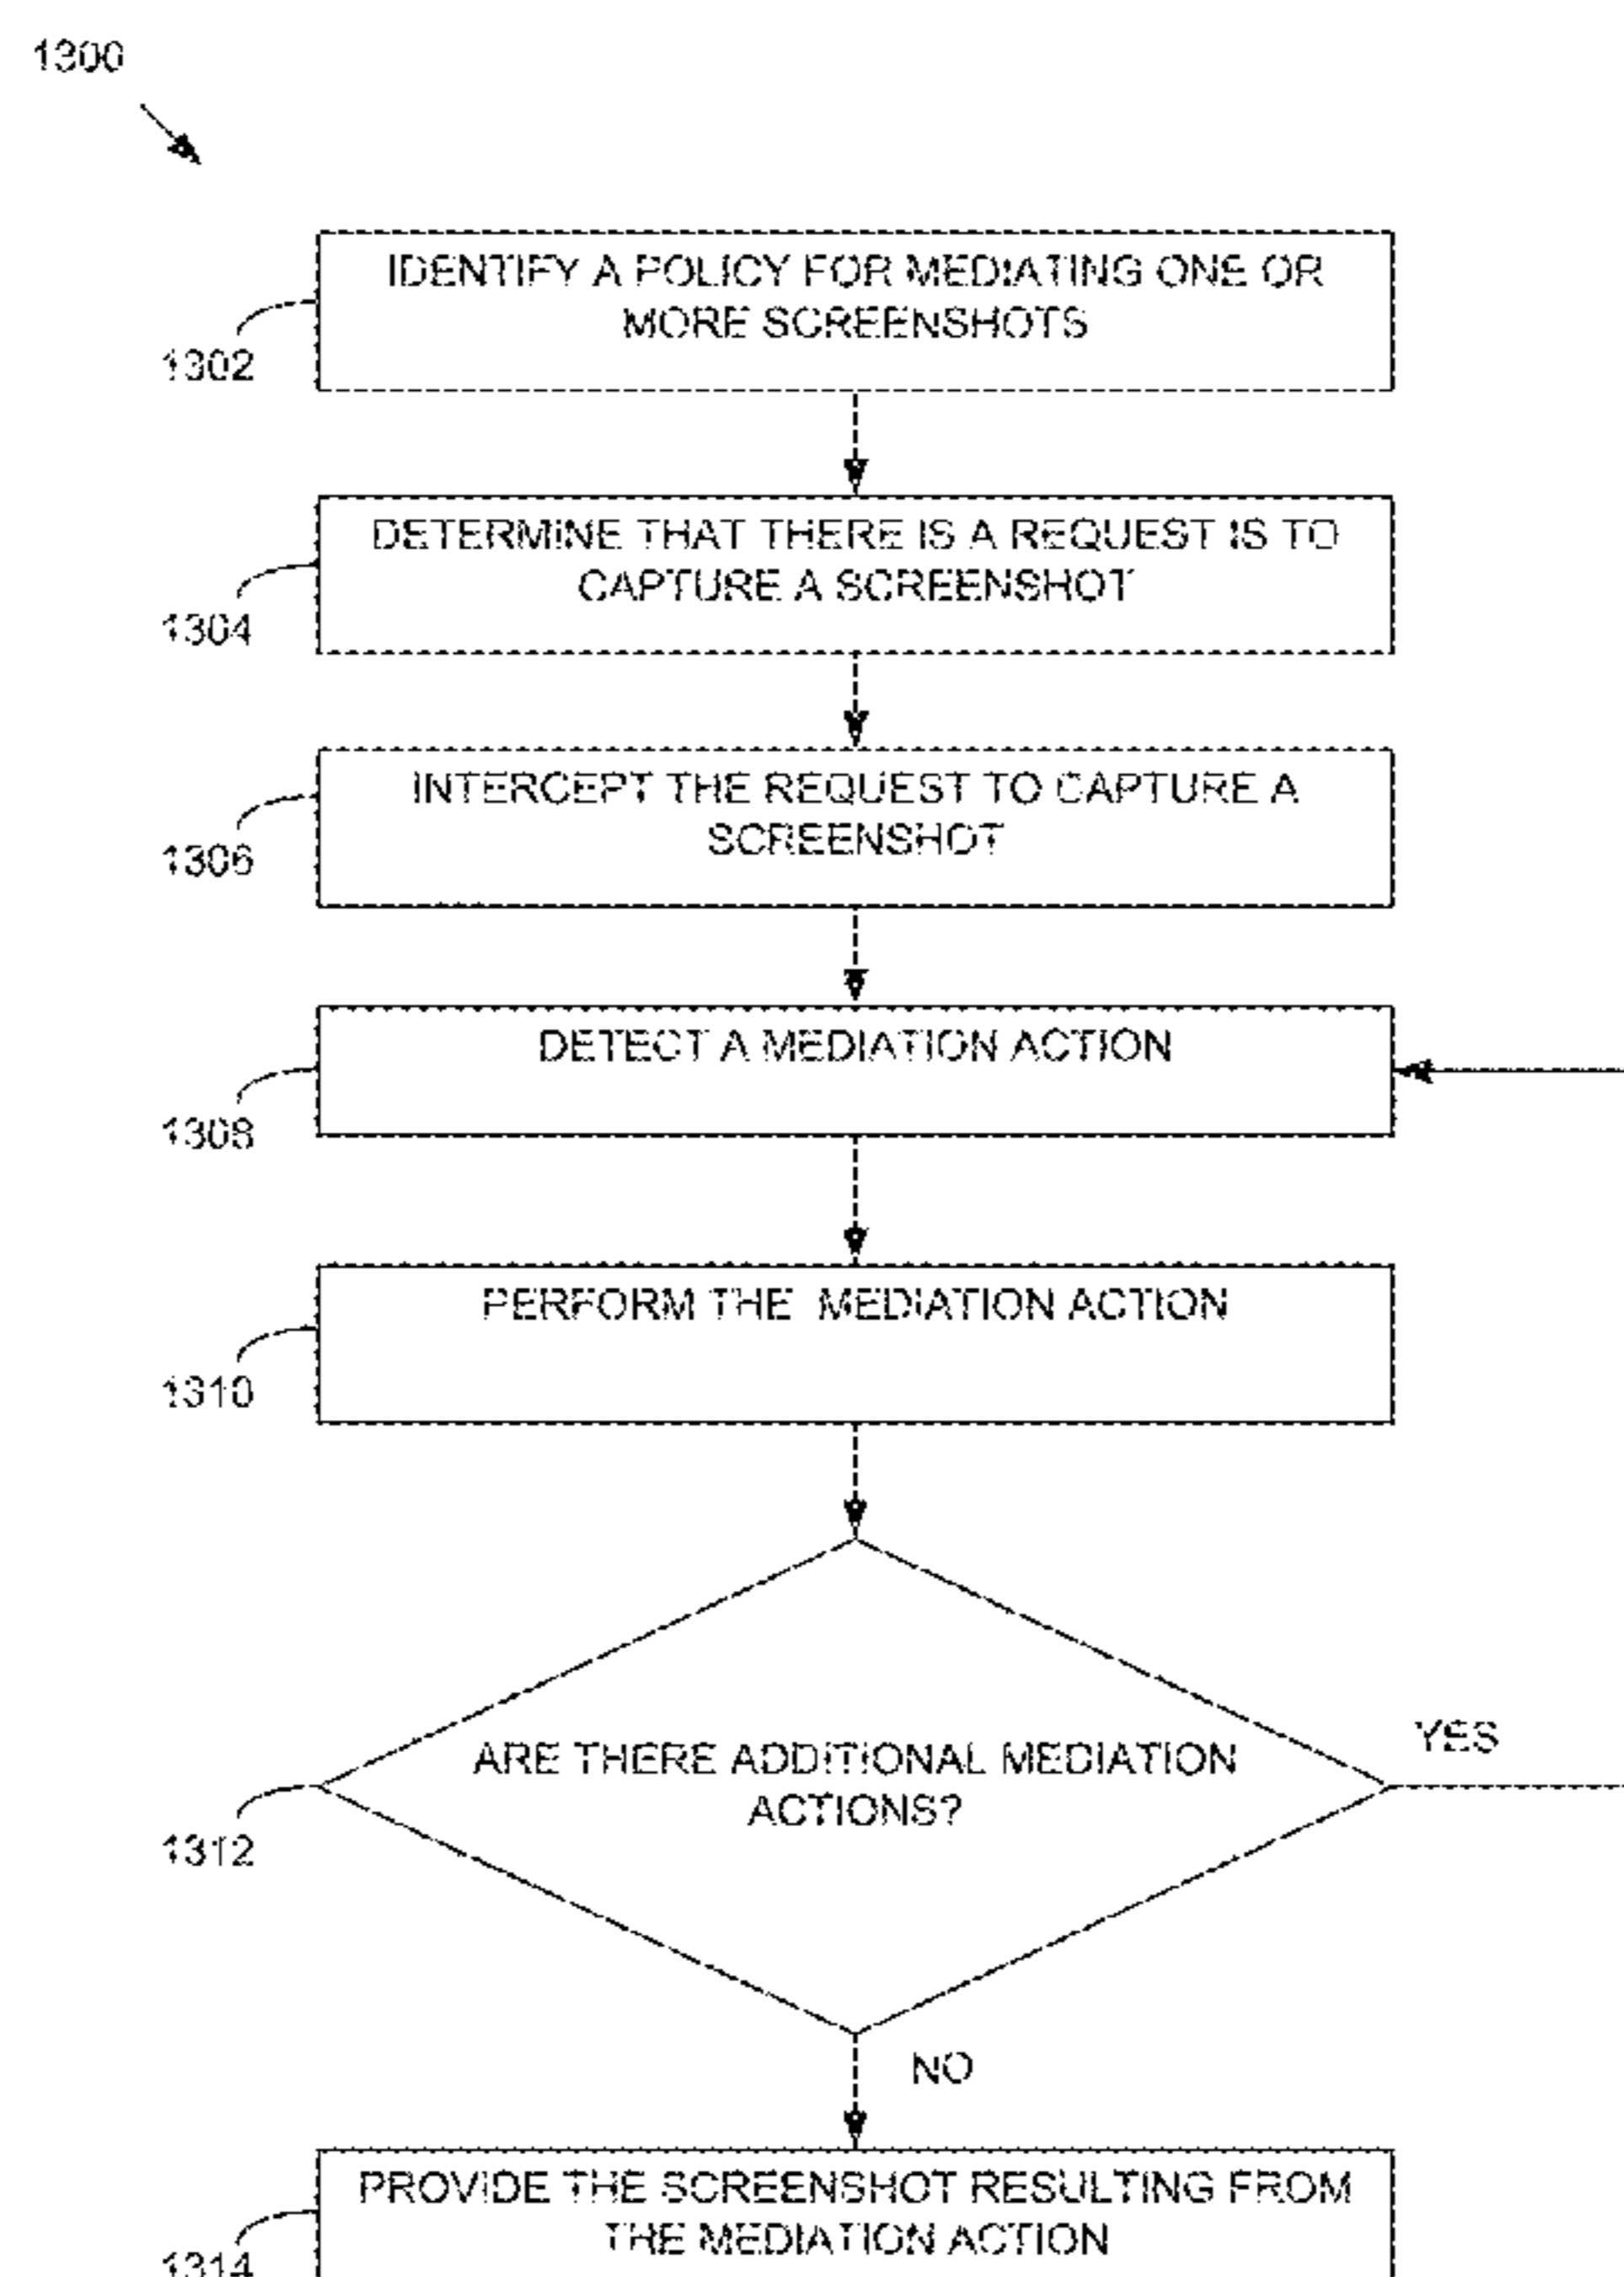 1300
IDENTIFY A POLICY FOR MEDIATING ONE OR
MORE SCREENSHOTS
1302
DETERMINE THAT THERE IS A REQUEST IS TO
CAPTURE A SCREENSHOT
1304
INTERCEPT THE REQUEST TO CAPTURE A
SCREENSHOT
1306
DETECT A MEDIATION ACTION
1308
PERFORM THE MEDIATION ACTION
1310
ARE THERE ADDITIONAL MEDIATION
ACTIONS?
YES
1312
NO
PROVIDE THE SCREENSHOT RESULTING FROM
THE MEDIATION ACTION
1314